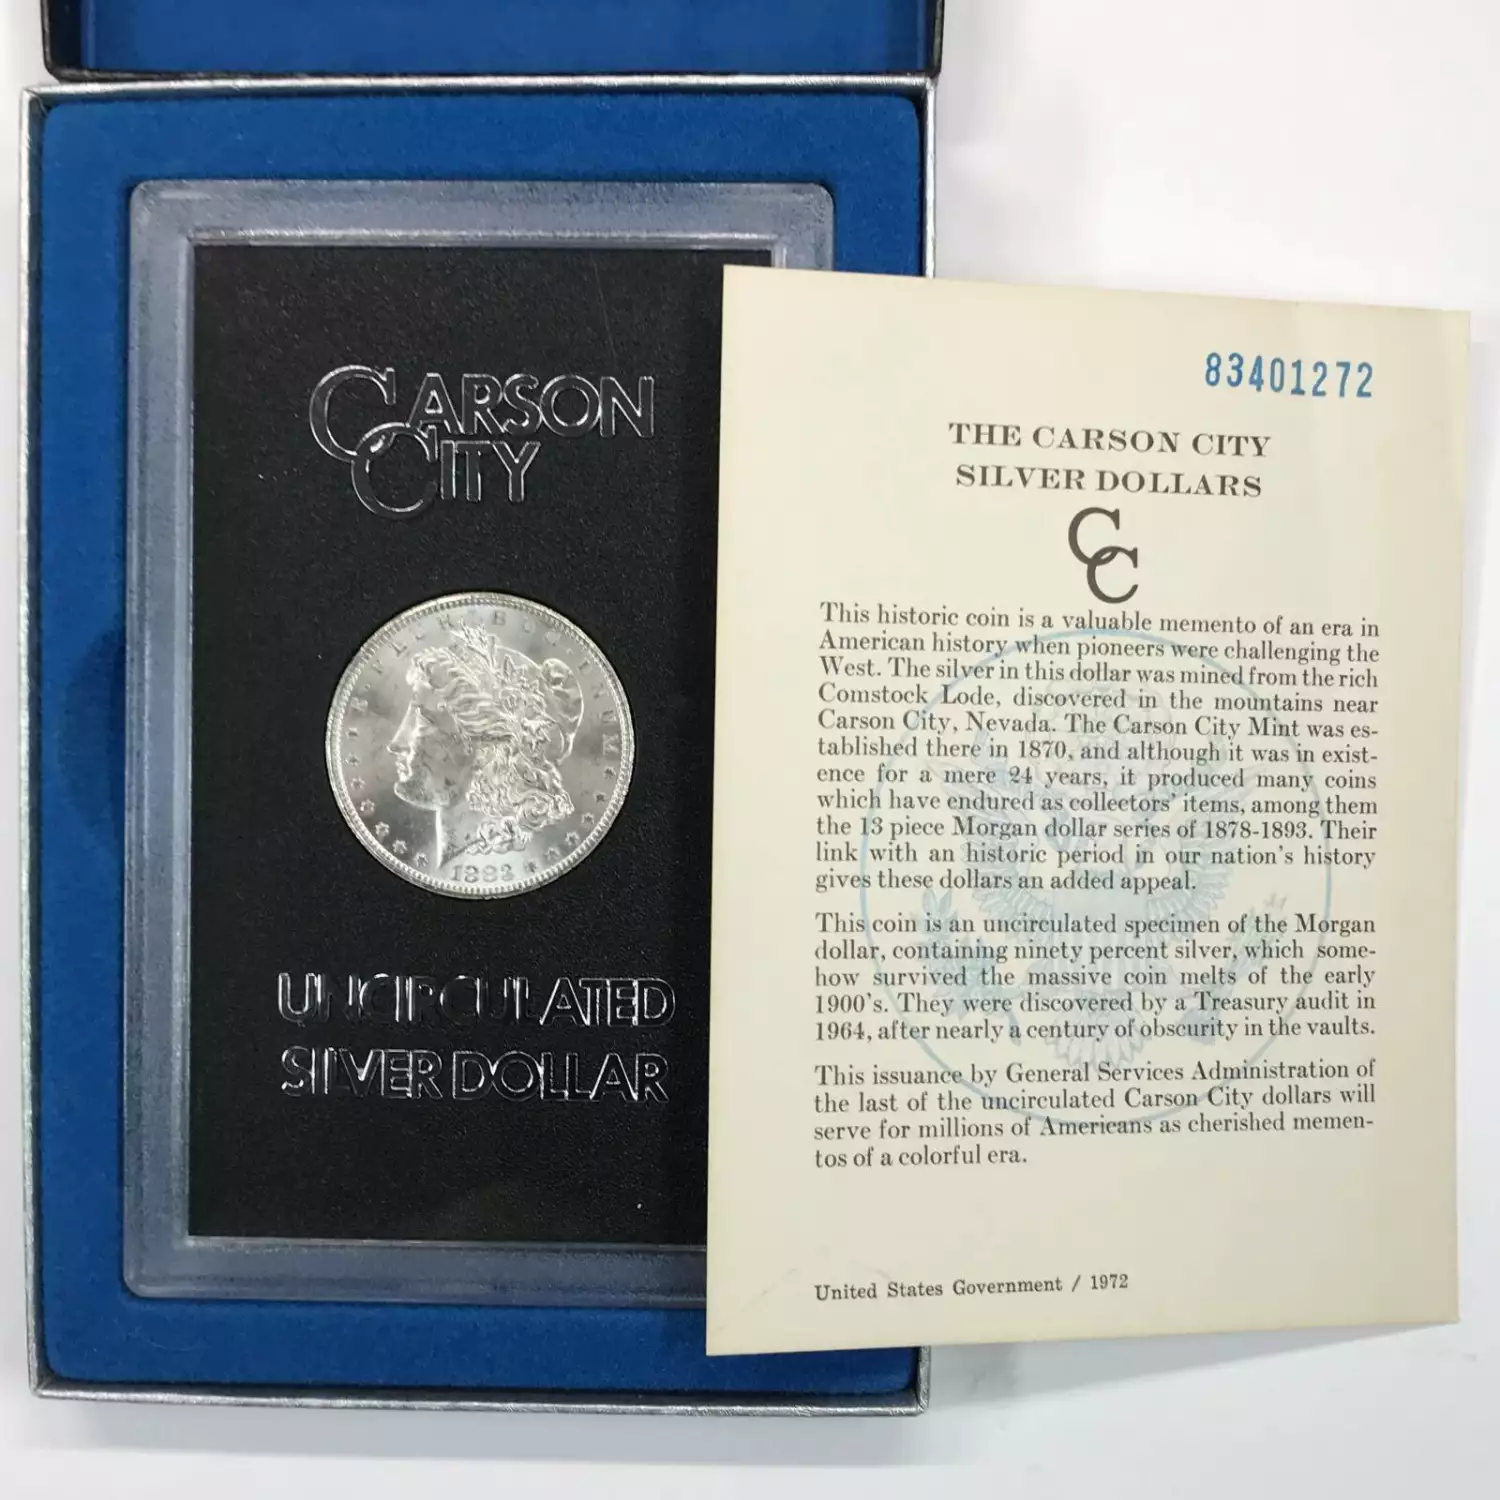 CARSON
CITY
E·PLURIBUS·UNUM
1883
UNCIRCULATED
SILVER DOLLAR
83401272
THE CARSON CITY
SILVER DOLLARS
CC
This historic coin is a valuable memento of an era in
American history when pioneers were challenging the
West. The silver in this dollar was mined from the rich
Comstock Lode, discovered in the mountains near
Carson City, Nevada. The Carson City Mint was es-
tablished there in 1870, and although it was in exist-
ence for a mere 24 years, it produced many coins
which have endured as collectors' items, among them
the 13 piece Morgan dollar series of 1878-1893. Their
link with an historic period in our nation's history
gives these dollars an added appeal.
This coin is an uncirculated specimen of the Morgan
dollar, containing ninety percent silver, which some-
how survived the massive coin melts of the early
1900's. They were discovered by a Treasury audit in
1964, after nearly a century of obscurity in the vaults.
This issuance by General Services Administration of
the last of the uncirculated Carson City dollars will
serve for millions of Americans as cherished memen-
tos of a colorful era.
United States Government / 1972